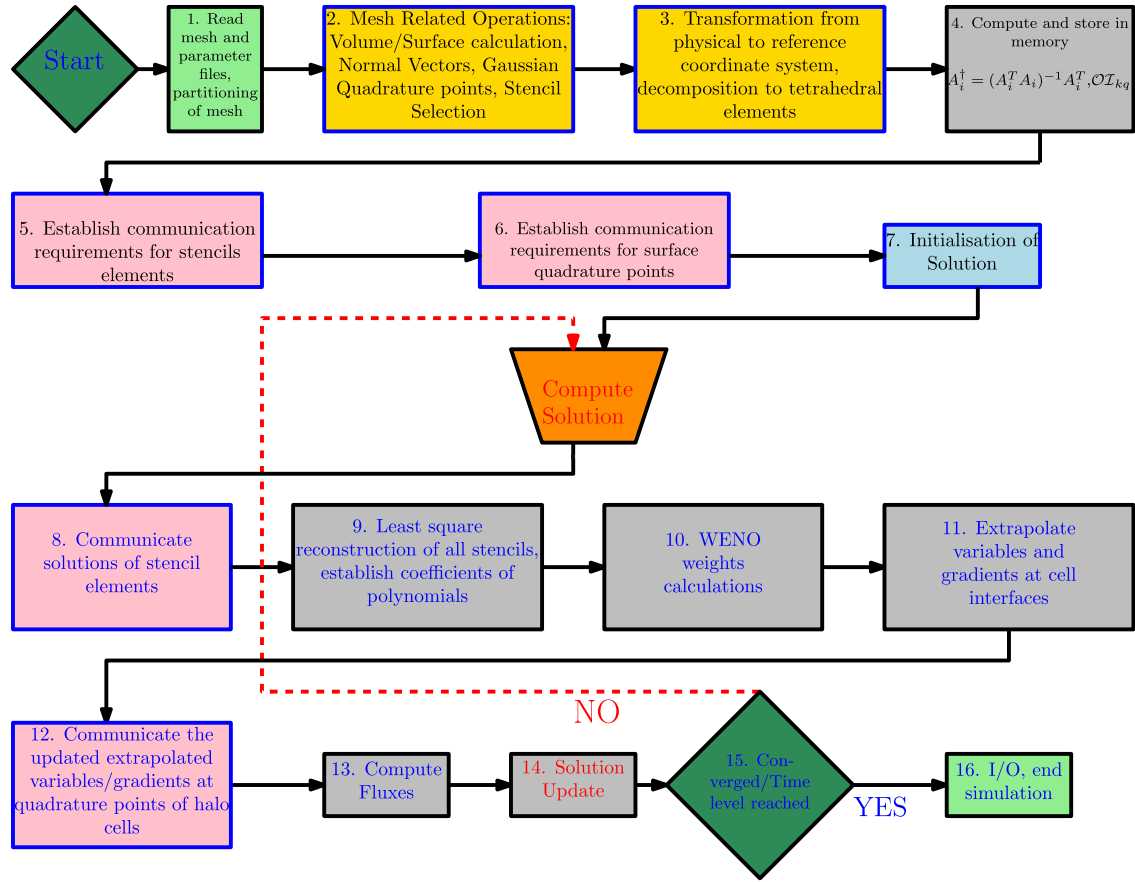 Start
1. Read
mesh and
parameter
files,
partitioning
of mesh
2. Mesh Related Operations:
Volume/Surface calculation,
Normal Vectors, Gaussian
Quadrature points, Stencil
Selection
3. Transformation from
physical to reference
coordinate system,
decomposition to tetrahedral
elements
4. Compute and store in
memory
$A_i^\dagger = (A_i^T A_i)^{-1} A_i^T, \mathcal{OI}_{kq}$
5. Establish communication
requirements for stencils
elements
6. Establish communication
requirements for surface
quadrature points
7. Initialisation of
Solution
Compute
Solution
8. Communicate
solutions of stencil
elements
9. Least square
reconstruction of all stencils,
establish coefficients of
polynomials
10. WENO
weights
calculations
11. Extrapolate
variables and
gradients at cell
interfaces
12. Communicate the
updated extrapolated
variables/gradients at
quadrature points of halo
cells
13. Compute
Fluxes
14. Solution
Update
NO
15. Con-
verged/Time
level reached
YES
16. I/O, end
simulation